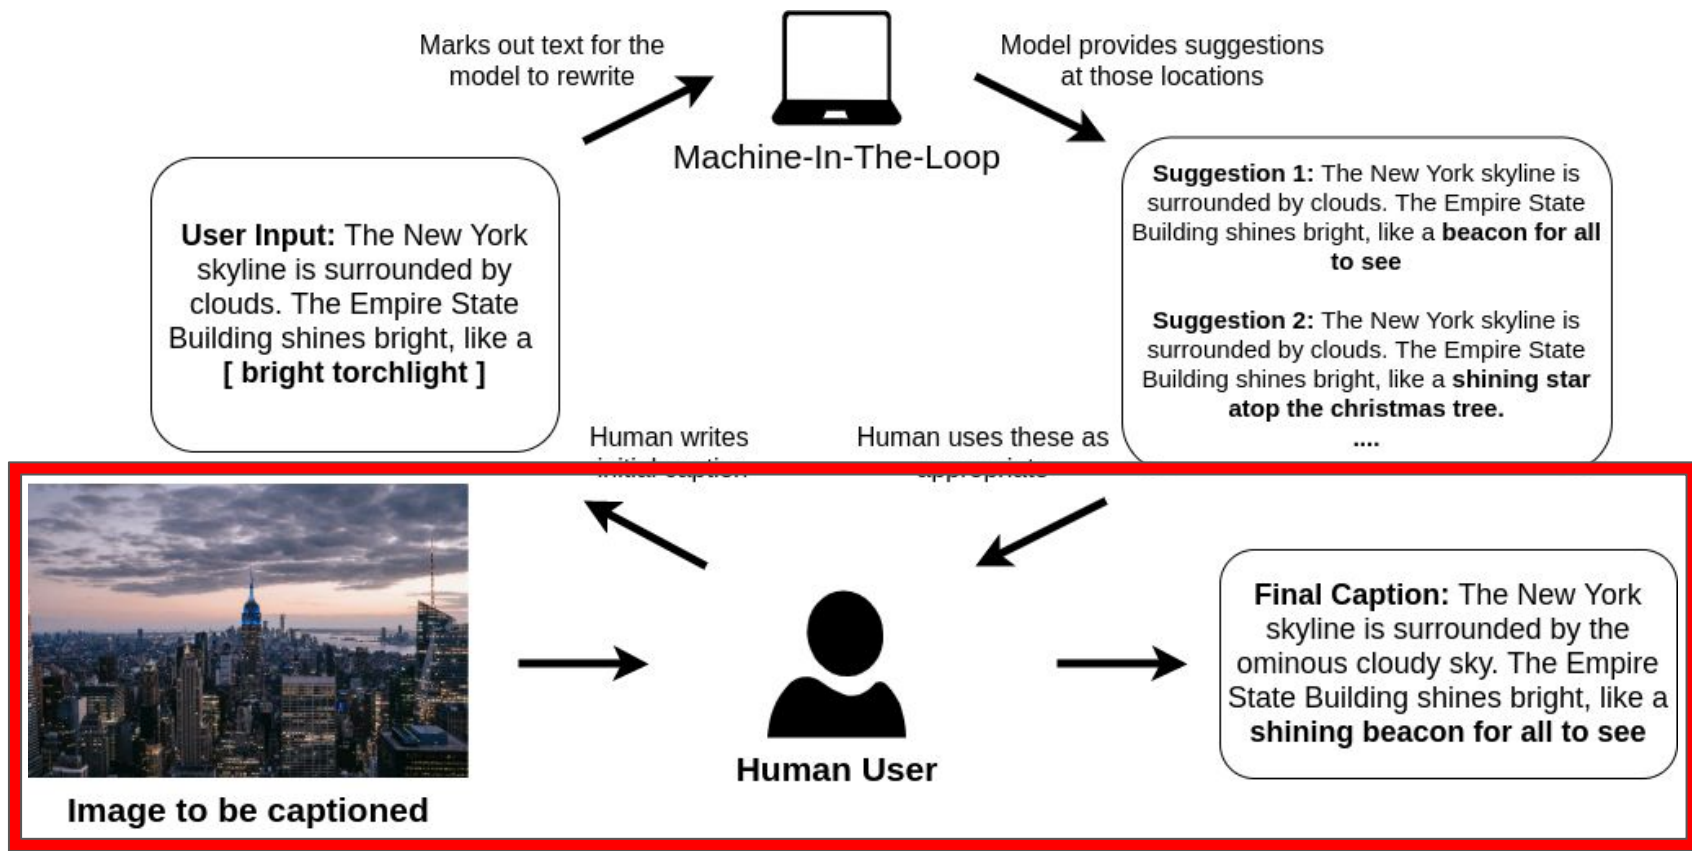 Marks out text for the
model to rewrite
Model provides suggestions
at those locations
Machine-In-The-Loop
User Input: The New York
skyline is surrounded by
clouds. The Empire State
Building shines bright, like a
[ bright torchlight ]
Suggestion 1: The New York skyline is
surrounded by clouds. The Empire State
Building shines bright, like a beacon for all
to see
Suggestion 2: The New York skyline is
surrounded by clouds. The Empire State
Building shines bright, like a shining star
atop the christmas tree.
....
Human writes
initial caption
Human uses these as
appropriate
Final Caption: The New York
skyline is surrounded by the
ominous cloudy sky. The Empire
State Building shines bright, like a
shining beacon for all to see
Human User
Image to be captioned